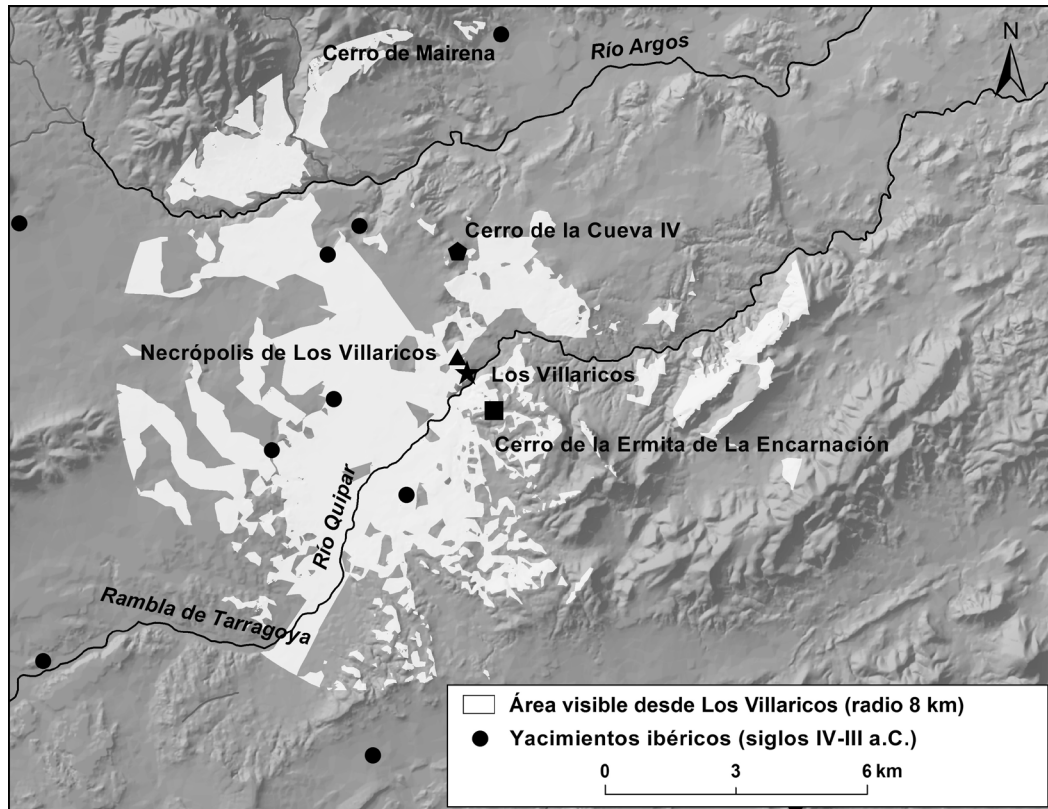 N
Cerro de Mairena
Río Argos
Cerro de la Cueva IV
Necrópolis de Los Villaricos
Los Villaricos
Cerro de la Ermita de La Encarnación
Río Quipar
Rambla de Tarragoya
Área visible desde Los Villaricos (radio 8 km)
Yacimientos ibéricos (siglos IV-III a.C.)
0 3 6 km